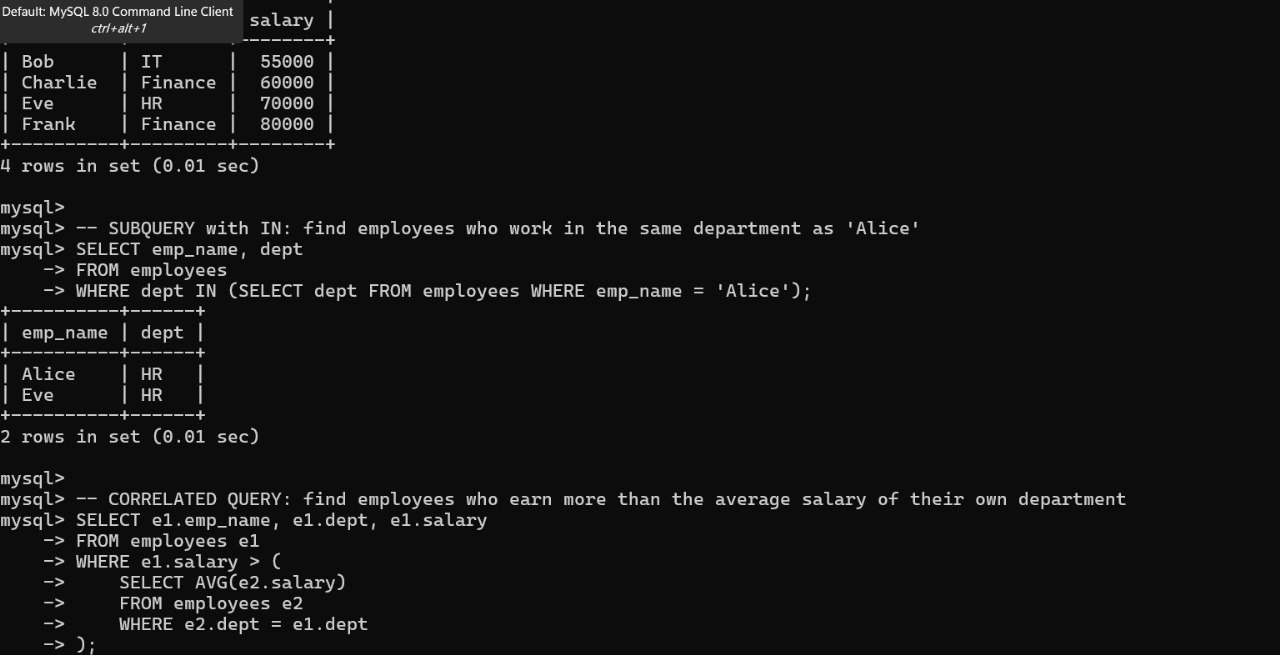 Default: MySQL 8.0 Command Line Client
ctrl+alt+1
salary |
--------+
| Bob      | IT      |  55000 |
| Charlie  | Finance |  60000 |
| Eve      | HR      |  70000 |
| Frank    | Finance |  80000 |
+----------+---------+--------+
4 rows in set (0.01 sec)
mysql>
mysql> -- SUBQUERY with IN: find employees who work in the same department as 'Alice'
mysql> SELECT emp_name, dept
    -> FROM employees
    -> WHERE dept IN (SELECT dept FROM employees WHERE emp_name = 'Alice');
+----------+------+
| emp_name | dept |
+----------+------+
| Alice    | HR   |
| Eve      | HR   |
+----------+------+
2 rows in set (0.01 sec)
mysql>
mysql> -- CORRELATED QUERY: find employees who earn more than the average salary of their own department
mysql> SELECT e1.emp_name, e1.dept, e1.salary
    -> FROM employees e1
    -> WHERE e1.salary > (
    ->     SELECT AVG(e2.salary)
    ->     FROM employees e2
    ->     WHERE e2.dept = e1.dept
    -> );